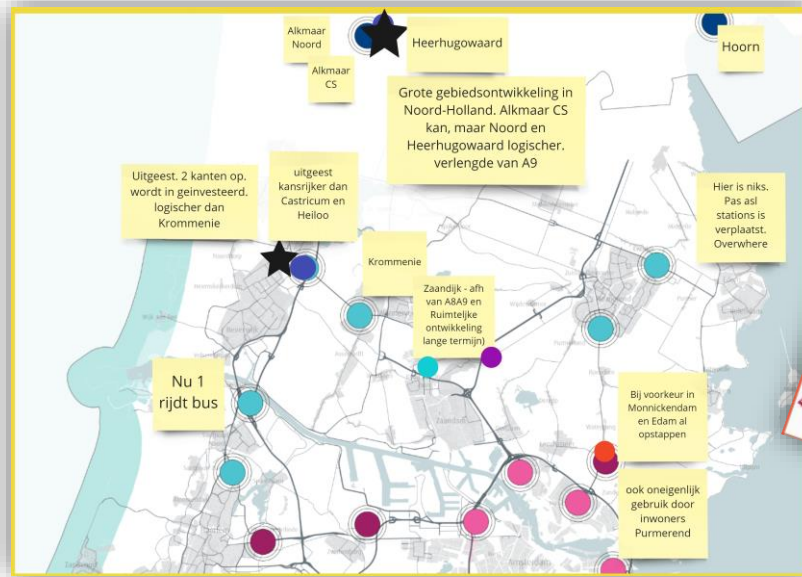 Alkmaar
Noord
Alkmaar
CS
Heerhugowaard
Hoorn
Grote gebiedsontwikkeling in
Noord-Holland. Alkmaar CS
kan, maar Noord en
Heerhugowaard logischer.
verlengde van A9
Uitgeest. 2 kanten op.
wordt in geinvesteerd.
logischer dan
Krommenie
uitgeest
kansrijker dan
Castricum en
Heiloo
Hier is niks.
Pas asl
stations is
verplaatst.
Overwhere
Krommenie
Zaandijk - afh
van A8A9 en
Ruimteljke
ontwikkeling
lange termijn)
Nu 1
rijdt bus
Bij voorkeur in
Monnickendam
en Edam al
opstappen
ook oneigenlijk
gebruik door
inwoners
Purmerend
Amsterdam